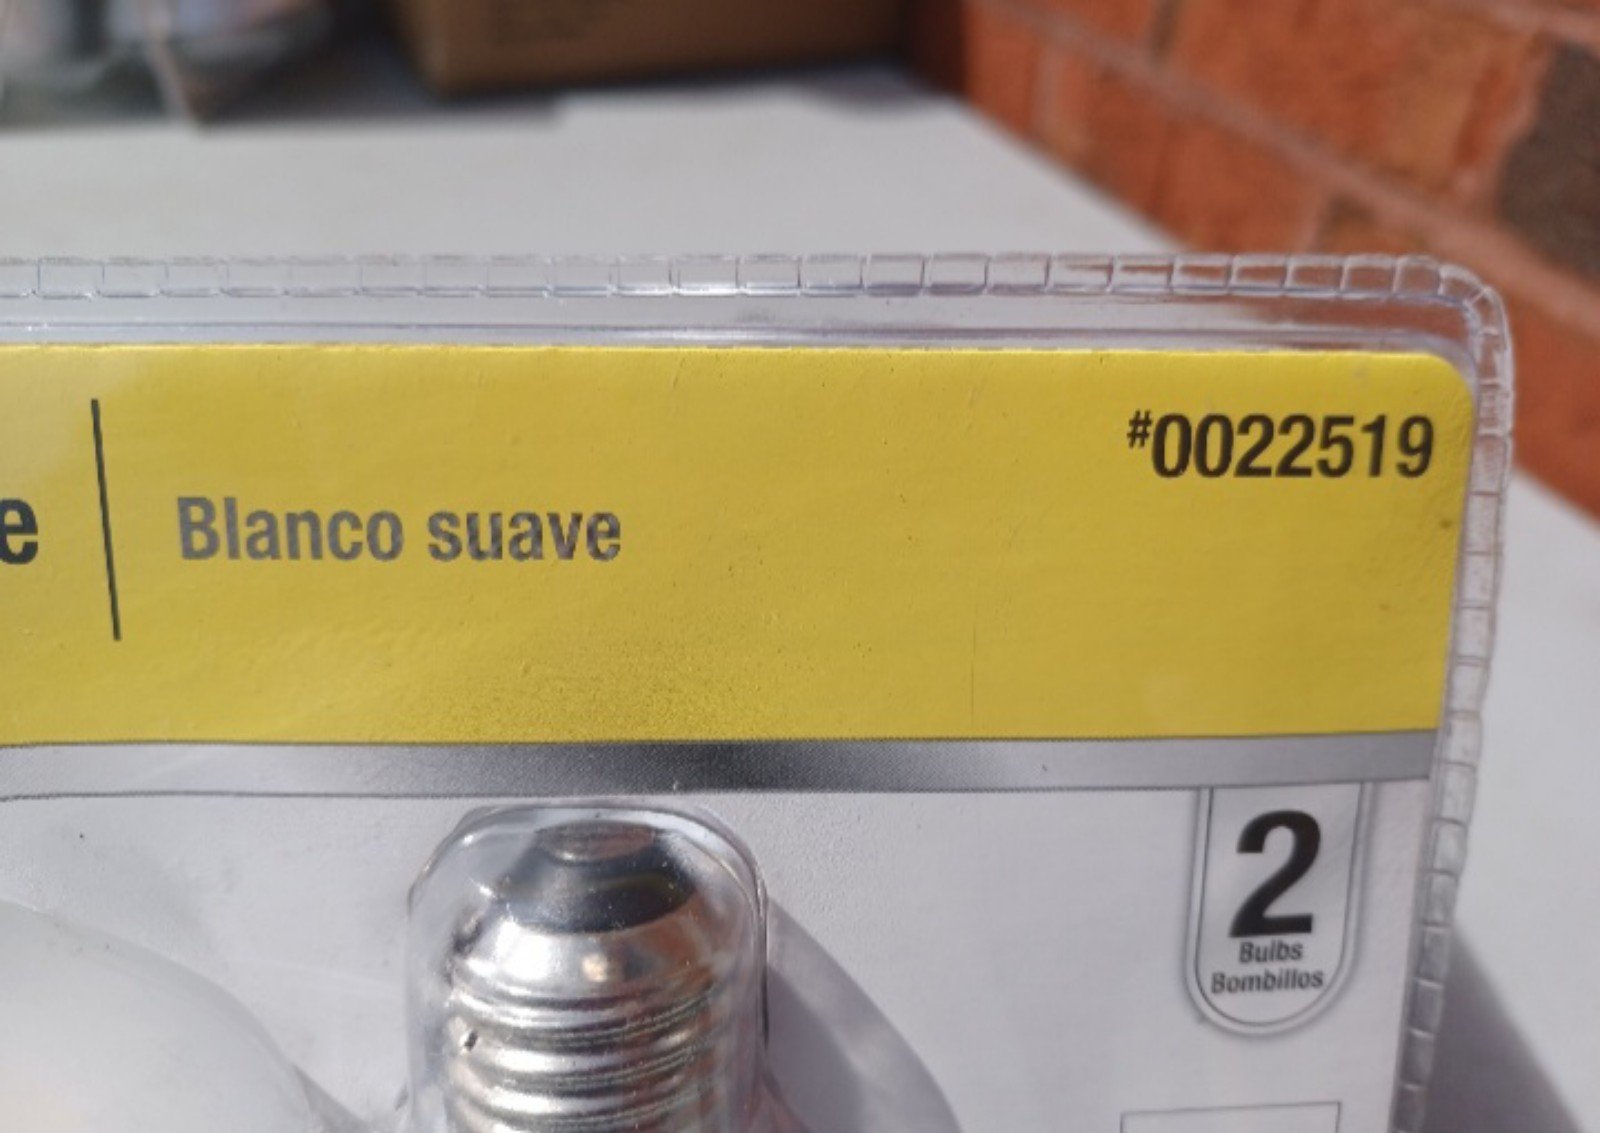 #0022519
e
Blanco suave
2
Bulbs
Bombillos